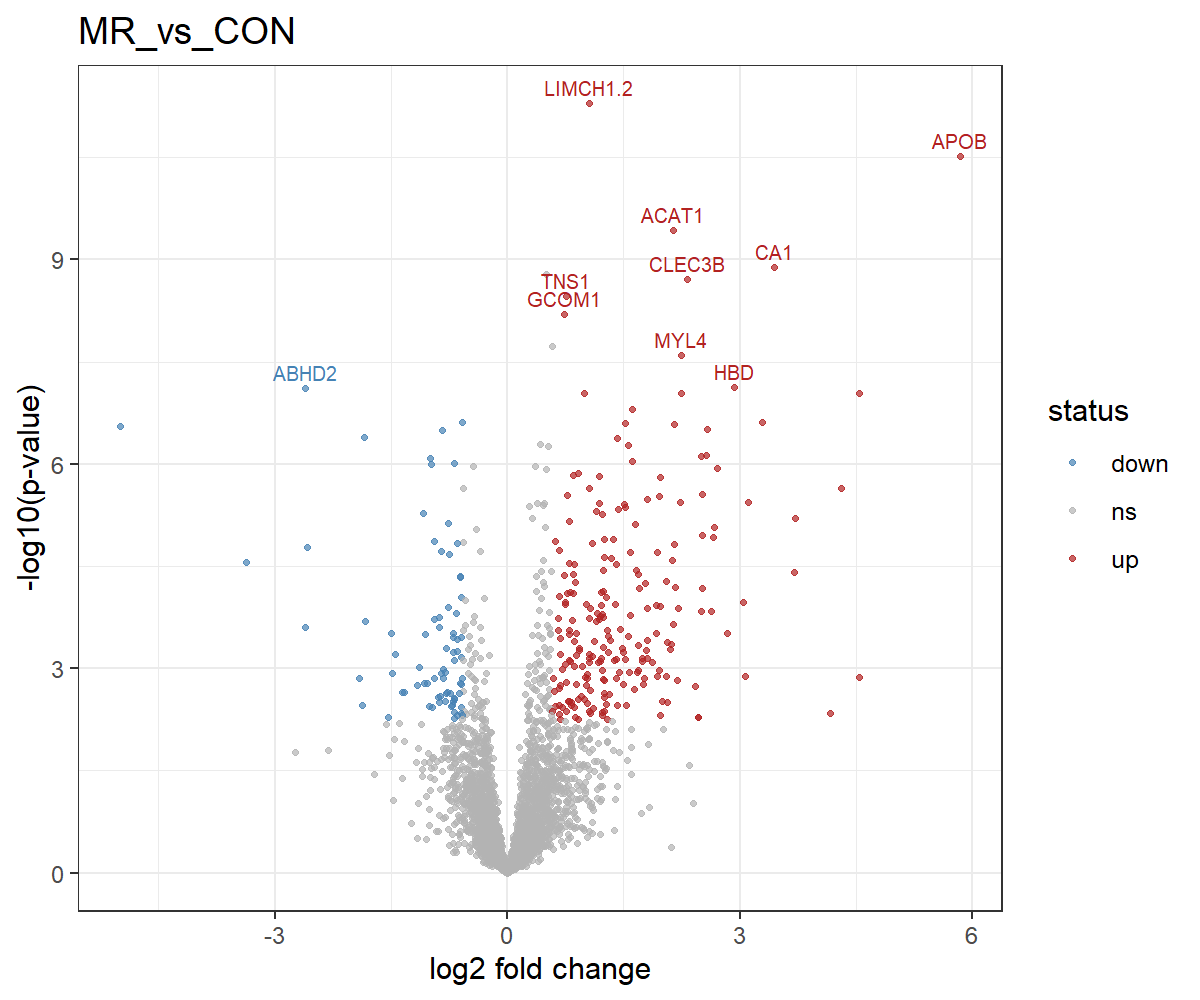 MR_vs_CON
LIMCH1.2
APOB
ACAT1
CA1
CLEC3B
TNS1
GCOM1
MYL4
HBD
ABHD2
9
6
3
0
-log10(p-value)
-3
0
3
6
log2 fold change
status
down
ns
up